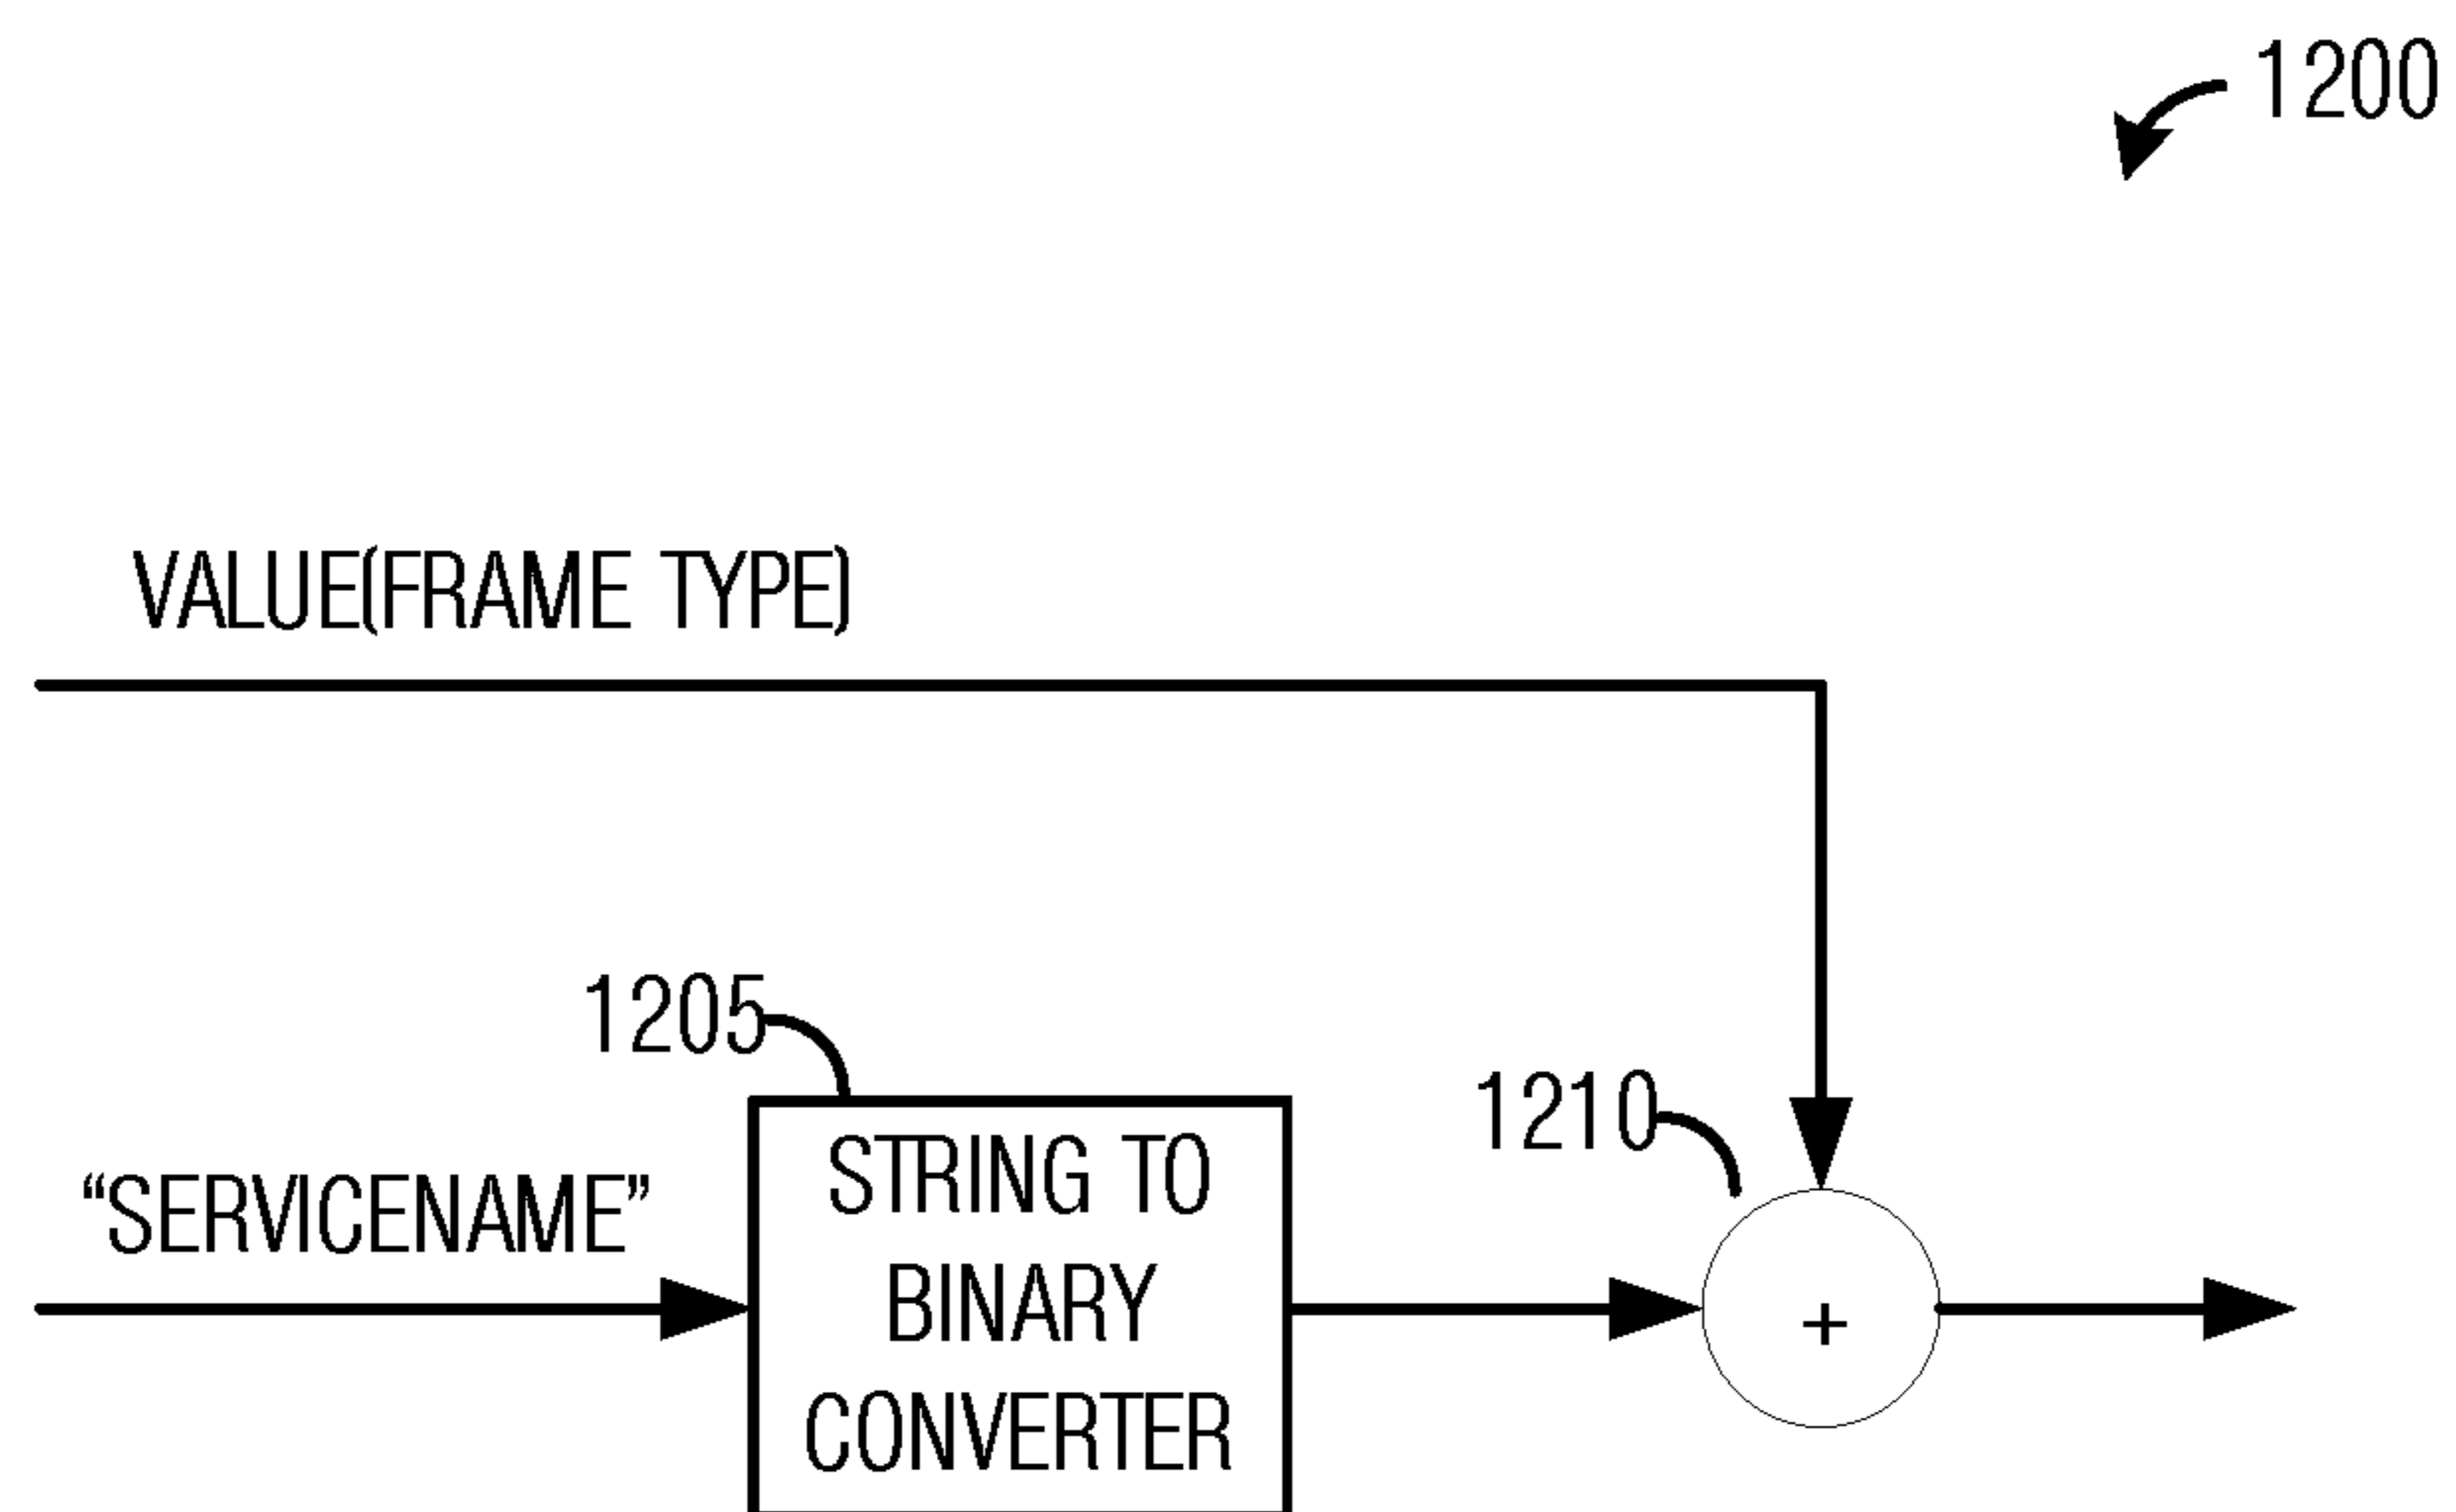 1200
VALUE(FRAME TYPE)
1205
1210
“SERVICENAME”
STRING TO
BINARY
CONVERTER
+